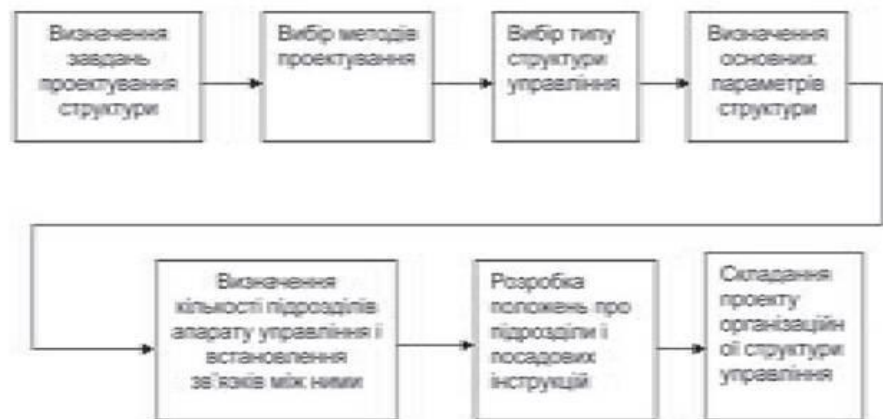 Визначення
завдань
проектування
структури
Вибір методів
проектування
Вибір типу
структури
управління
Визначення
основних
параметрів
структури
Визначення
кількості підрозділів
апарату управління і
встановлення
зв'язків між ними
Розробка
положень про
підрозділи і
посадових
інструкцій
Складання
проекту
організаційн
ої структури
управління